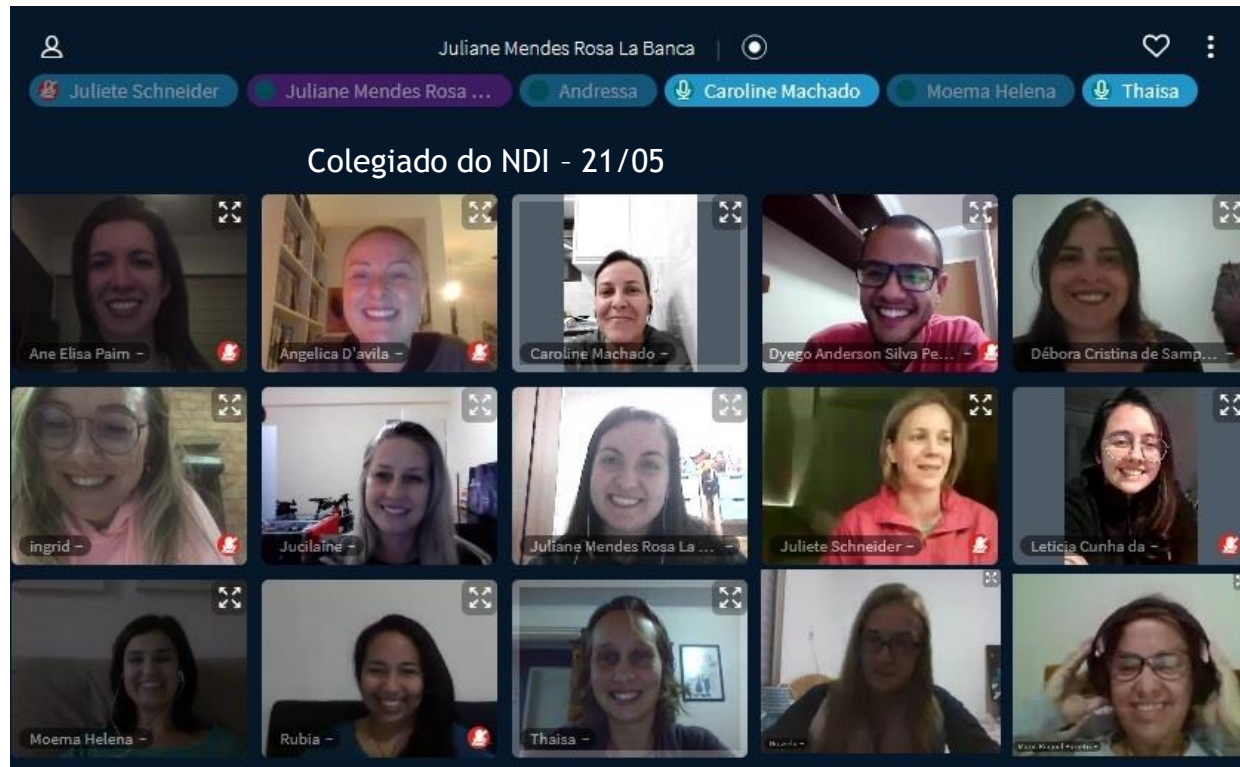 Juliane Mendes Rosa La Banca
Juliete Schneider
Juliane Mendes Rosa ...
Andressa
Caroline Machado
Moema Helena
Thaisa
Colegiado do NDI – 21/05
Ane Elisa Paim –
Angelica D'avila –
Caroline Machado –
Dyego Anderson Silva Pe... –
Débora Cristina de Samp... –
ingrid –
Jucilaine –
Juliane Mendes Rosa La ... –
Juliete Schneider –
Leticia Cunha da –
Moema Helena –
Rubia –
Thaisa –